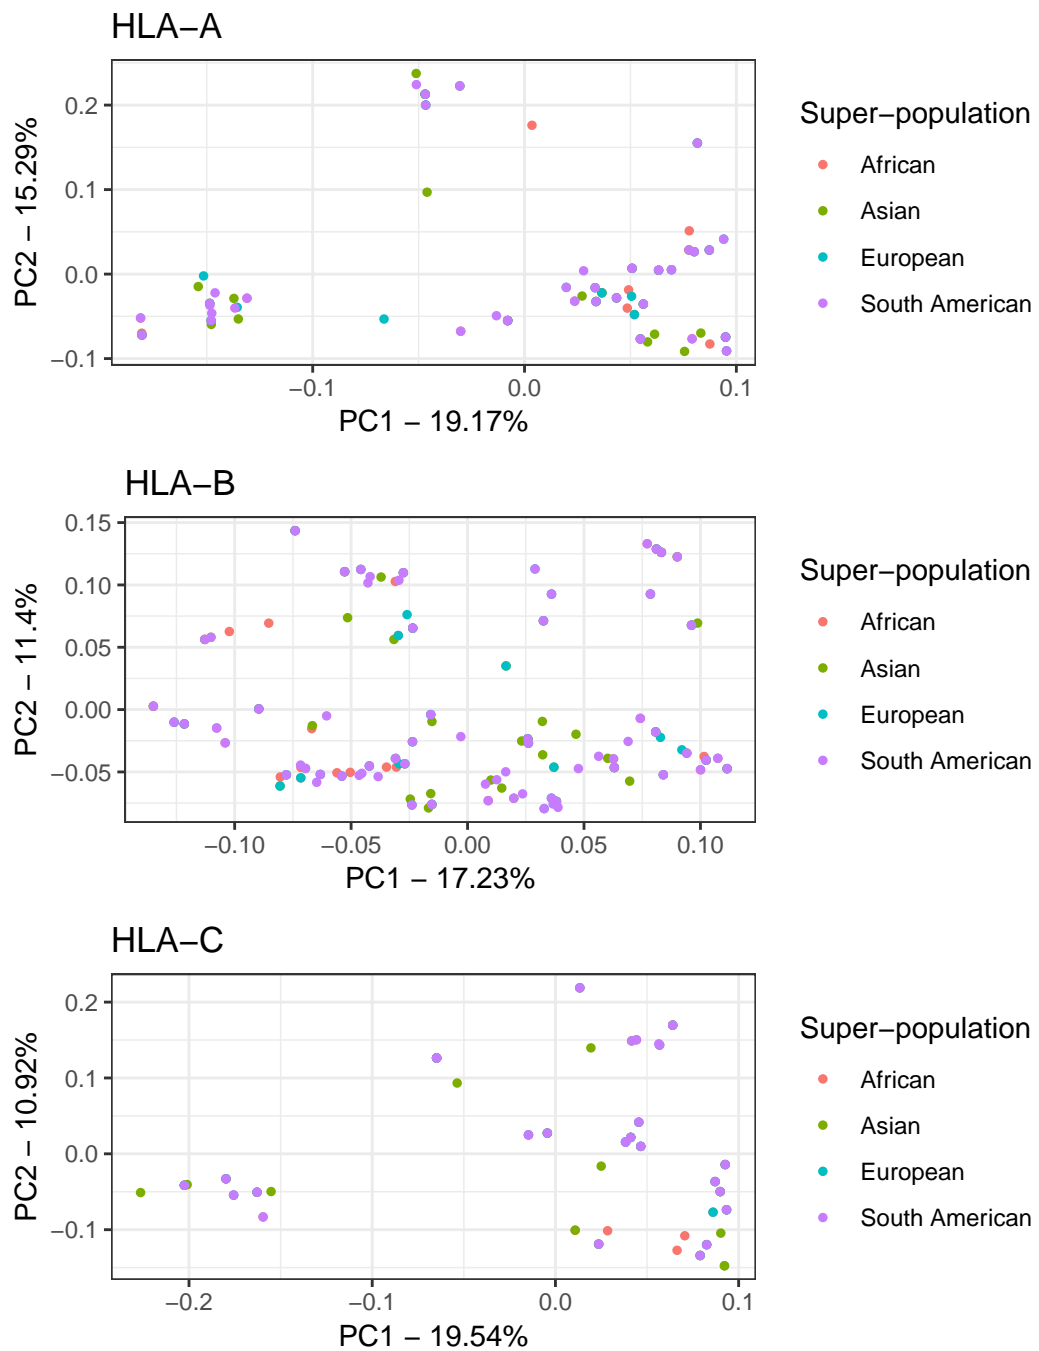 HLA−A
PC2 − 15.29%
0.2
0.1
0.0
−0.1
−0.1
0.0
0.1
PC1 − 19.17%
Super−population
African
Asian
European
South American
HLA−B
PC2 − 11.4%
0.15
0.10
0.05
0.00
−0.05
−0.10
−0.05
0.00
0.05
0.10
PC1 − 17.23%
Super−population
African
Asian
European
South American
HLA−C
PC2 − 10.92%
0.2
0.1
0.0
−0.1
−0.2
−0.1
0.0
0.1
PC1 − 19.54%
Super−population
African
Asian
European
South American